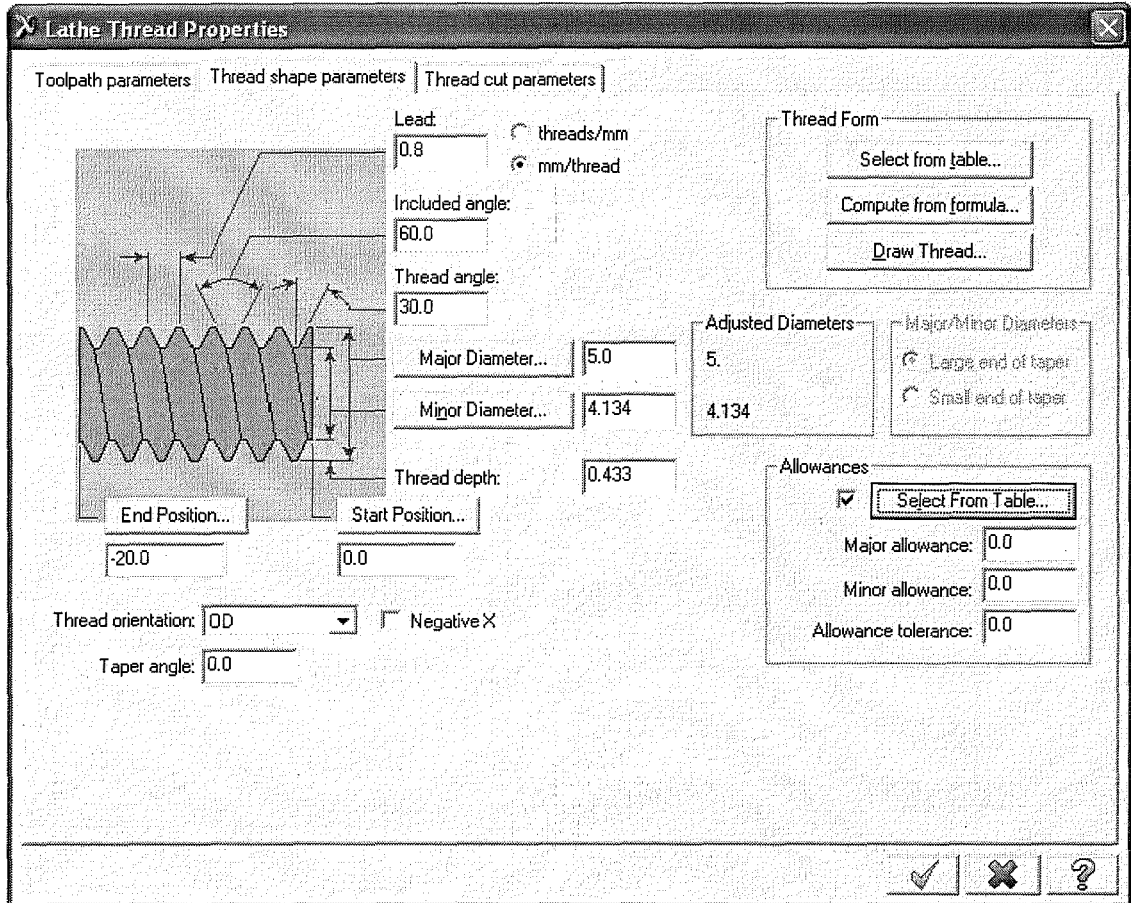 Lathe Thread Properties
Toolpath parameters
Thread shape parameters
Thread cut parameters
Lead:
0.8
threads/mm
mm/thread
Included angle:
60.0
Thread angle:
30.0
Major Diameter...
5.0
Minor Diameter...
4.134
Thread depth:
0.433
End Position...
-20.0
Start Position...
0.0
Thread orientation:
OD
Negative X
Taper angle:
0.0
Thread Form
Select from table...
Compute from formula...
Draw Thread...
Adjusted Diameters
5.
4.134
Major/Minor Diameters
Large end of taper
Small end of taper
Allowances
Select From Table...
Major allowance:
0.0
Minor allowance:
0.0
Allowance tolerance:
0.0
?